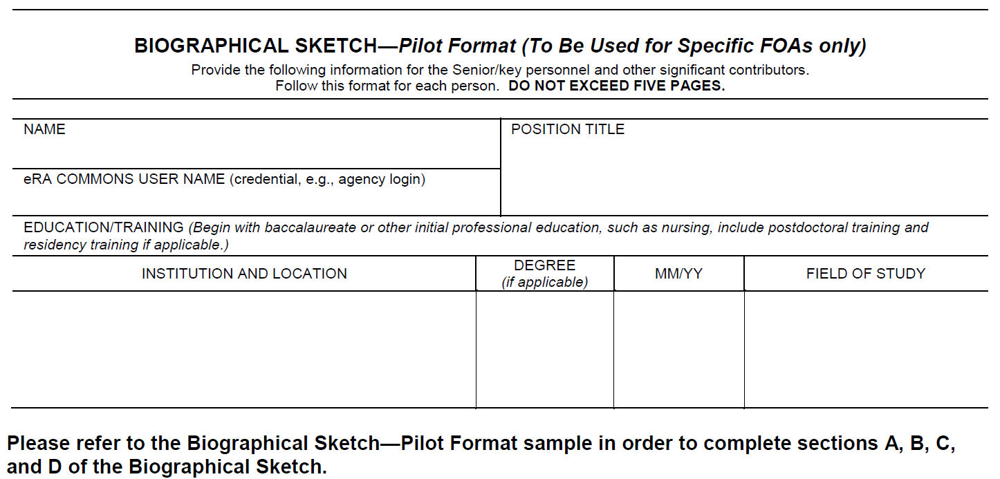 BIOGRAPHICAL SKETCH—Pilot Format (To Be Used for Specific FOAs only)
Provide the following information for the Senior/key personnel and other significant contributors.
Follow this format for each person.  DO NOT EXCEED FIVE PAGES.
NAME
POSITION TITLE
eRA COMMONS USER NAME (credential, e.g., agency login)
EDUCATION/TRAINING (Begin with baccalaureate or other initial professional education, such as nursing, include postdoctoral training and
residency training if applicable.)
INSTITUTION AND LOCATION
DEGREE
(if applicable)
MM/YY
FIELD OF STUDY
Please refer to the Biographical Sketch—Pilot Format sample in order to complete sections A, B, C,
and D of the Biographical Sketch.